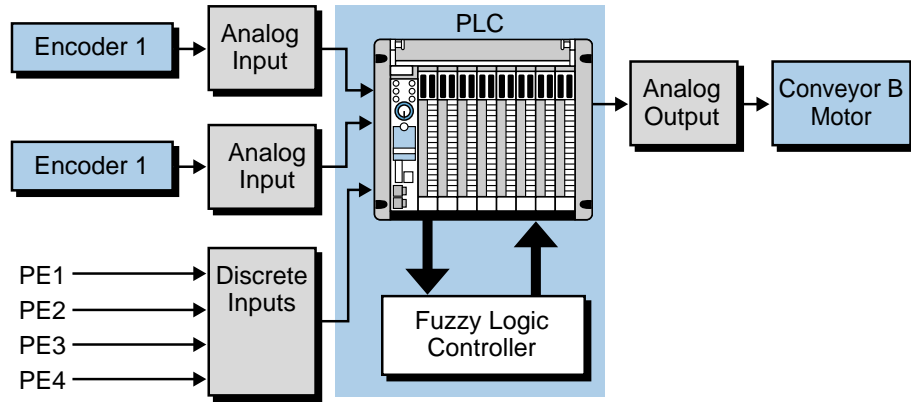 PLC
Encoder 1
Analog
Input
Encoder 1
Analog
Input
PE1
PE2
PE3
PE4
Discrete
Inputs
Fuzzy Logic
Controller
Analog
Output
Conveyor B
Motor